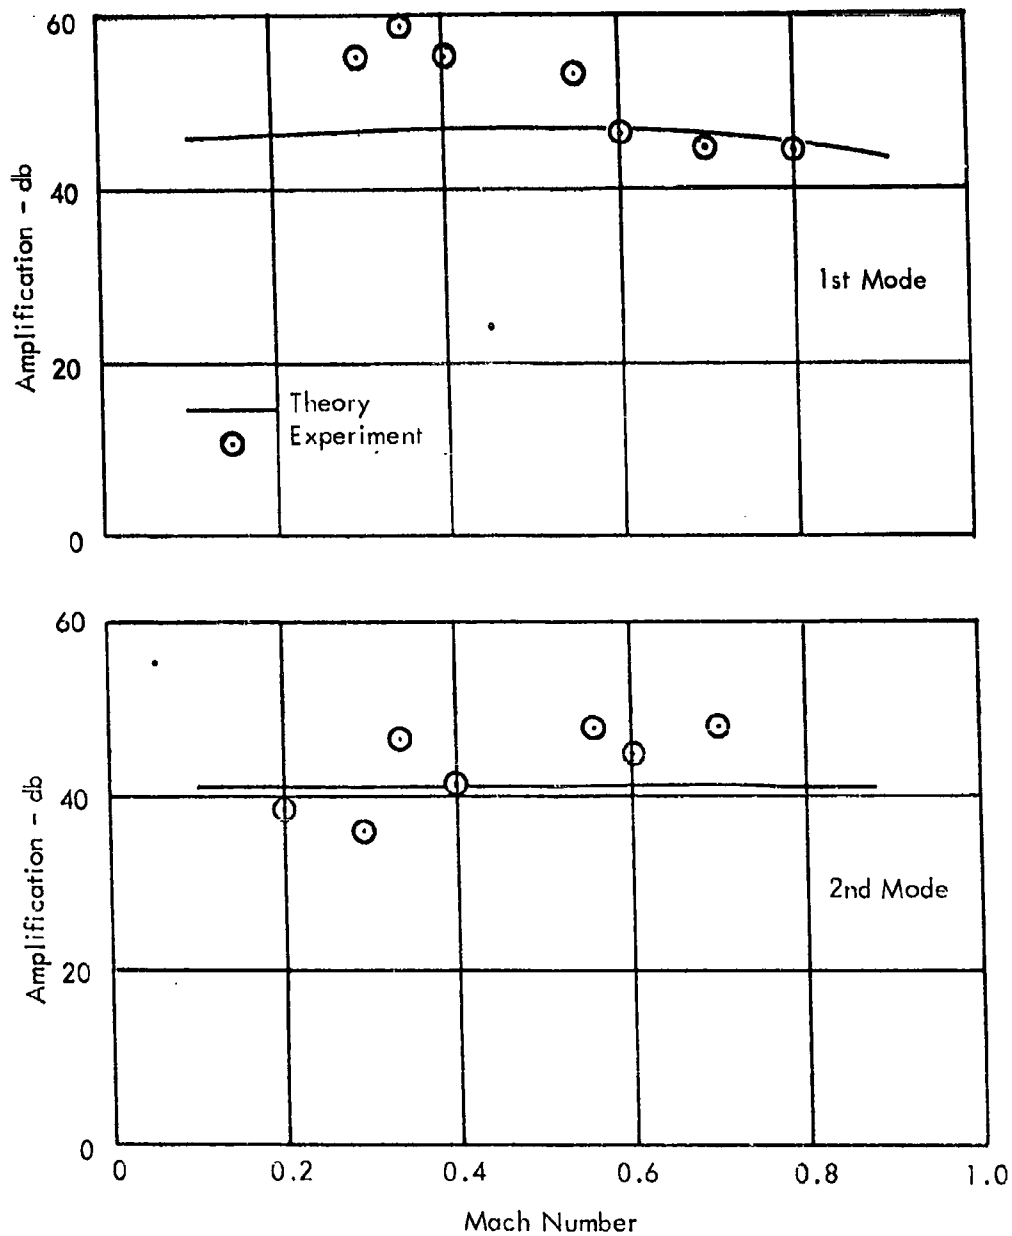 60
40
20
0
Amplification - db
1st Mode
Theory
Experiment
60
40
20
0
Amplification - db
2nd Mode
0 0.2 0.4 0.6 0.8 1.0
Mach Number